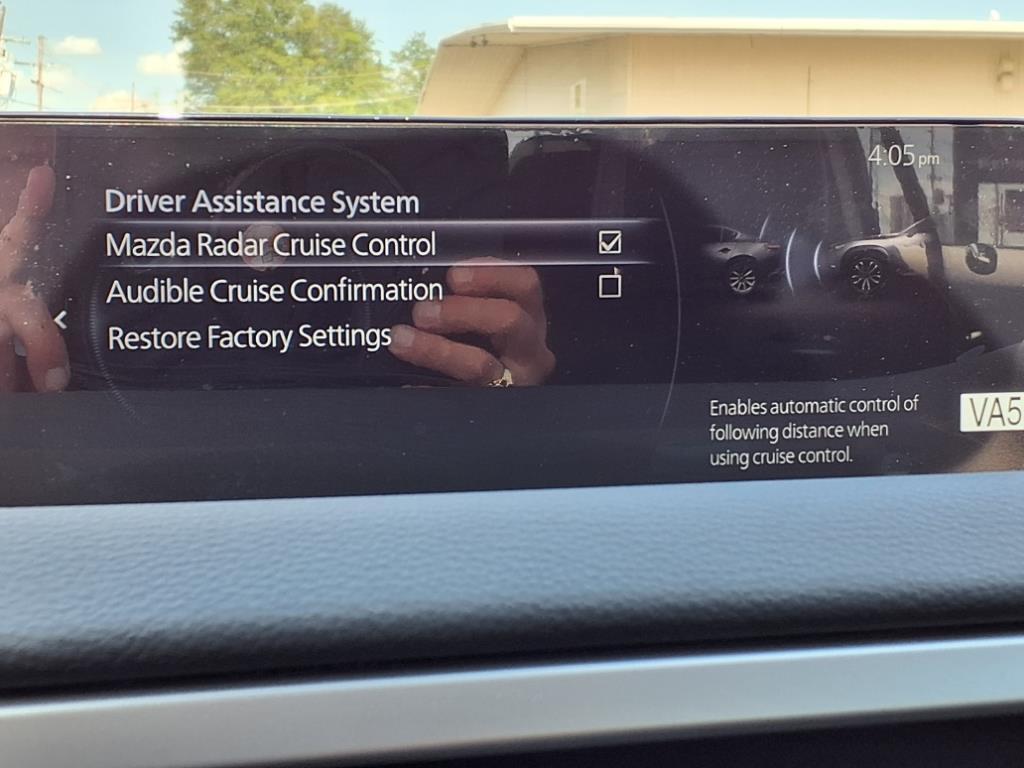 4:05pm
Driver Assistance System
Mazda Radar Cruise Control
Audible Cruise Confirmation
Restore Factory Settings
Enables automatic control of
following distance when
using cruise control.
VA5